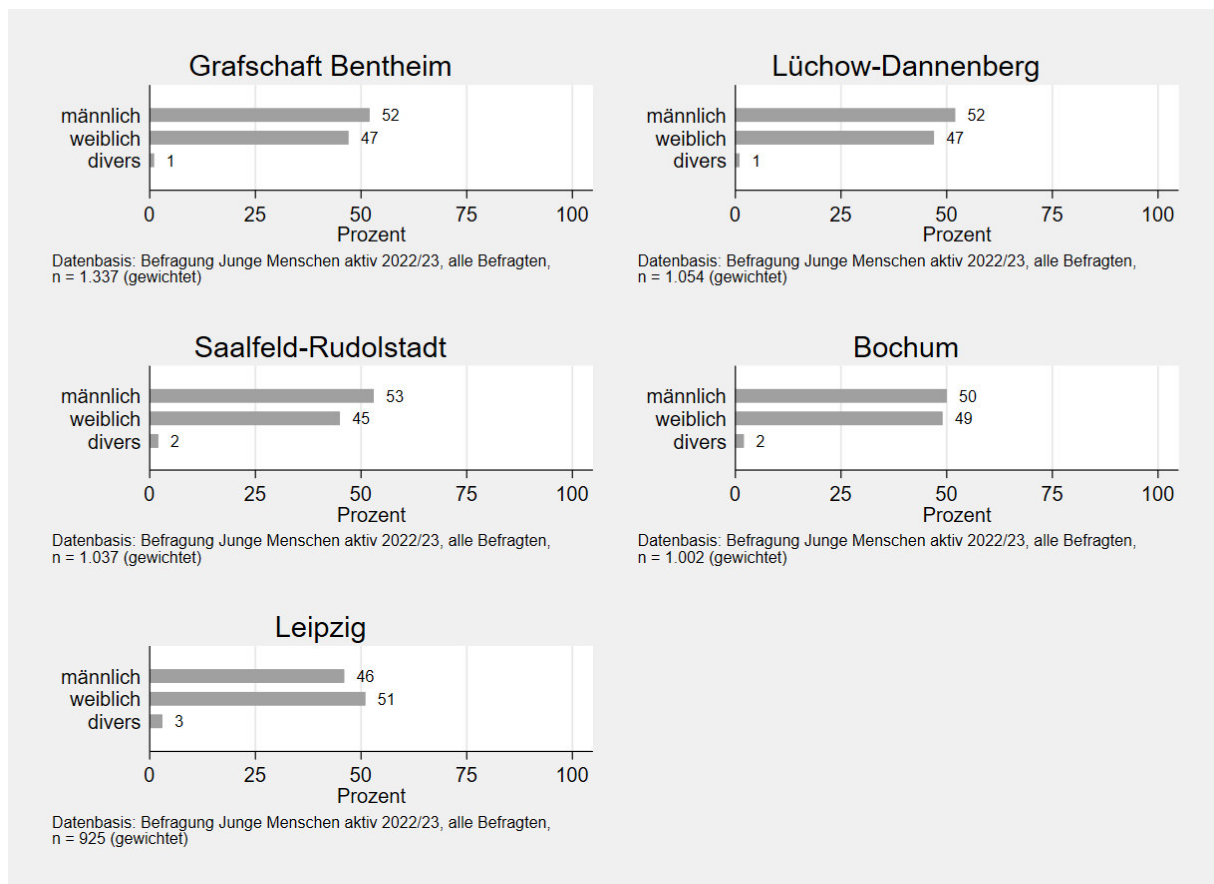 Grafschaft Bentheim
männlich 52
weiblich 47
divers 1
0 25 50 75 100
Prozent
Datenbasis: Befragung Junge Menschen aktiv 2022/23, alle Befragten,
n = 1.337 (gewichtet)
Lüchow-Dannenberg
männlich 52
weiblich 47
divers 1
0 25 50 75 100
Prozent
Datenbasis: Befragung Junge Menschen aktiv 2022/23, alle Befragten,
n = 1.054 (gewichtet)
Saalfeld-Rudolstadt
männlich 53
weiblich 45
divers 2
0 25 50 75 100
Prozent
Datenbasis: Befragung Junge Menschen aktiv 2022/23, alle Befragten,
n = 1.037 (gewichtet)
Bochum
männlich 50
weiblich 49
divers 2
0 25 50 75 100
Prozent
Datenbasis: Befragung Junge Menschen aktiv 2022/23, alle Befragten,
n = 1.002 (gewichtet)
Leipzig
männlich 46
weiblich 51
divers 3
0 25 50 75 100
Prozent
Datenbasis: Befragung Junge Menschen aktiv 2022/23, alle Befragten,
n = 925 (gewichtet)